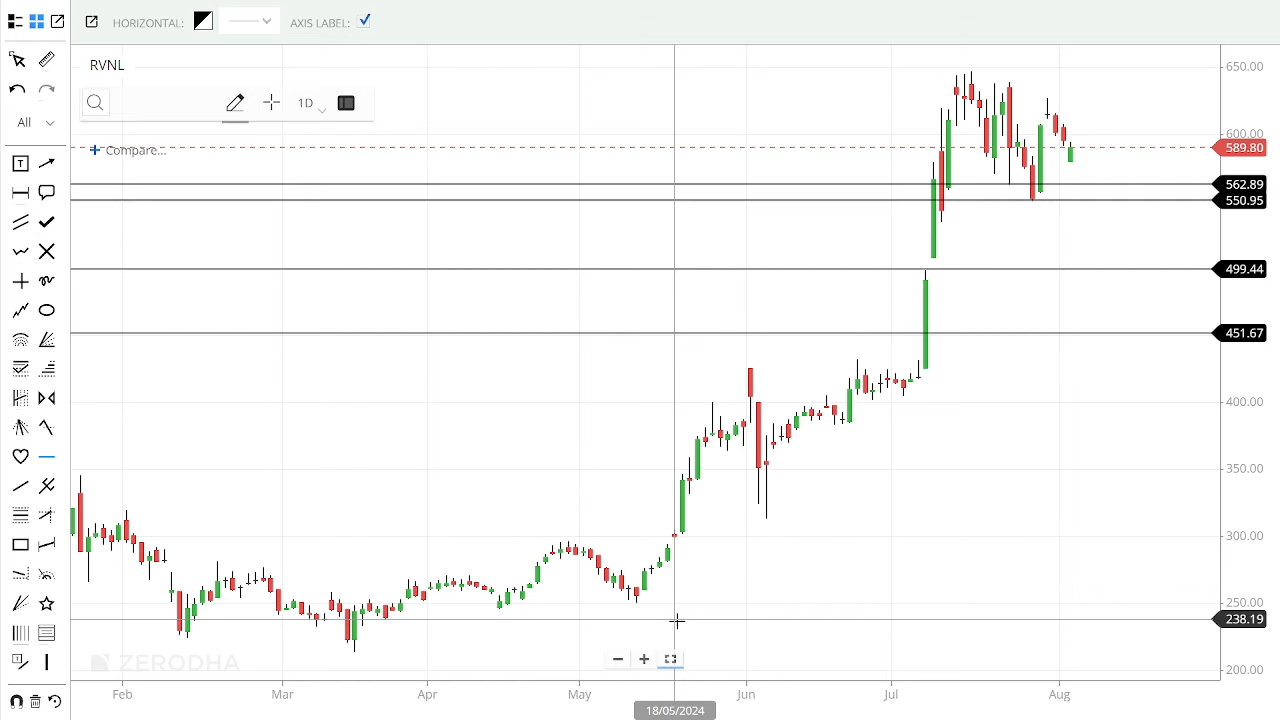 HORIZONTAL:
AXIS LABEL:
RVNL
1D
All
+ Compare...
T
650.00
600.00
589.80
562.89
550.95
499.44
451.67
400.00
350.00
300.00
250.00
238.19
200.00
ZERODHA
Feb Mar Apr May Jun Jul Aug
18/05/2024